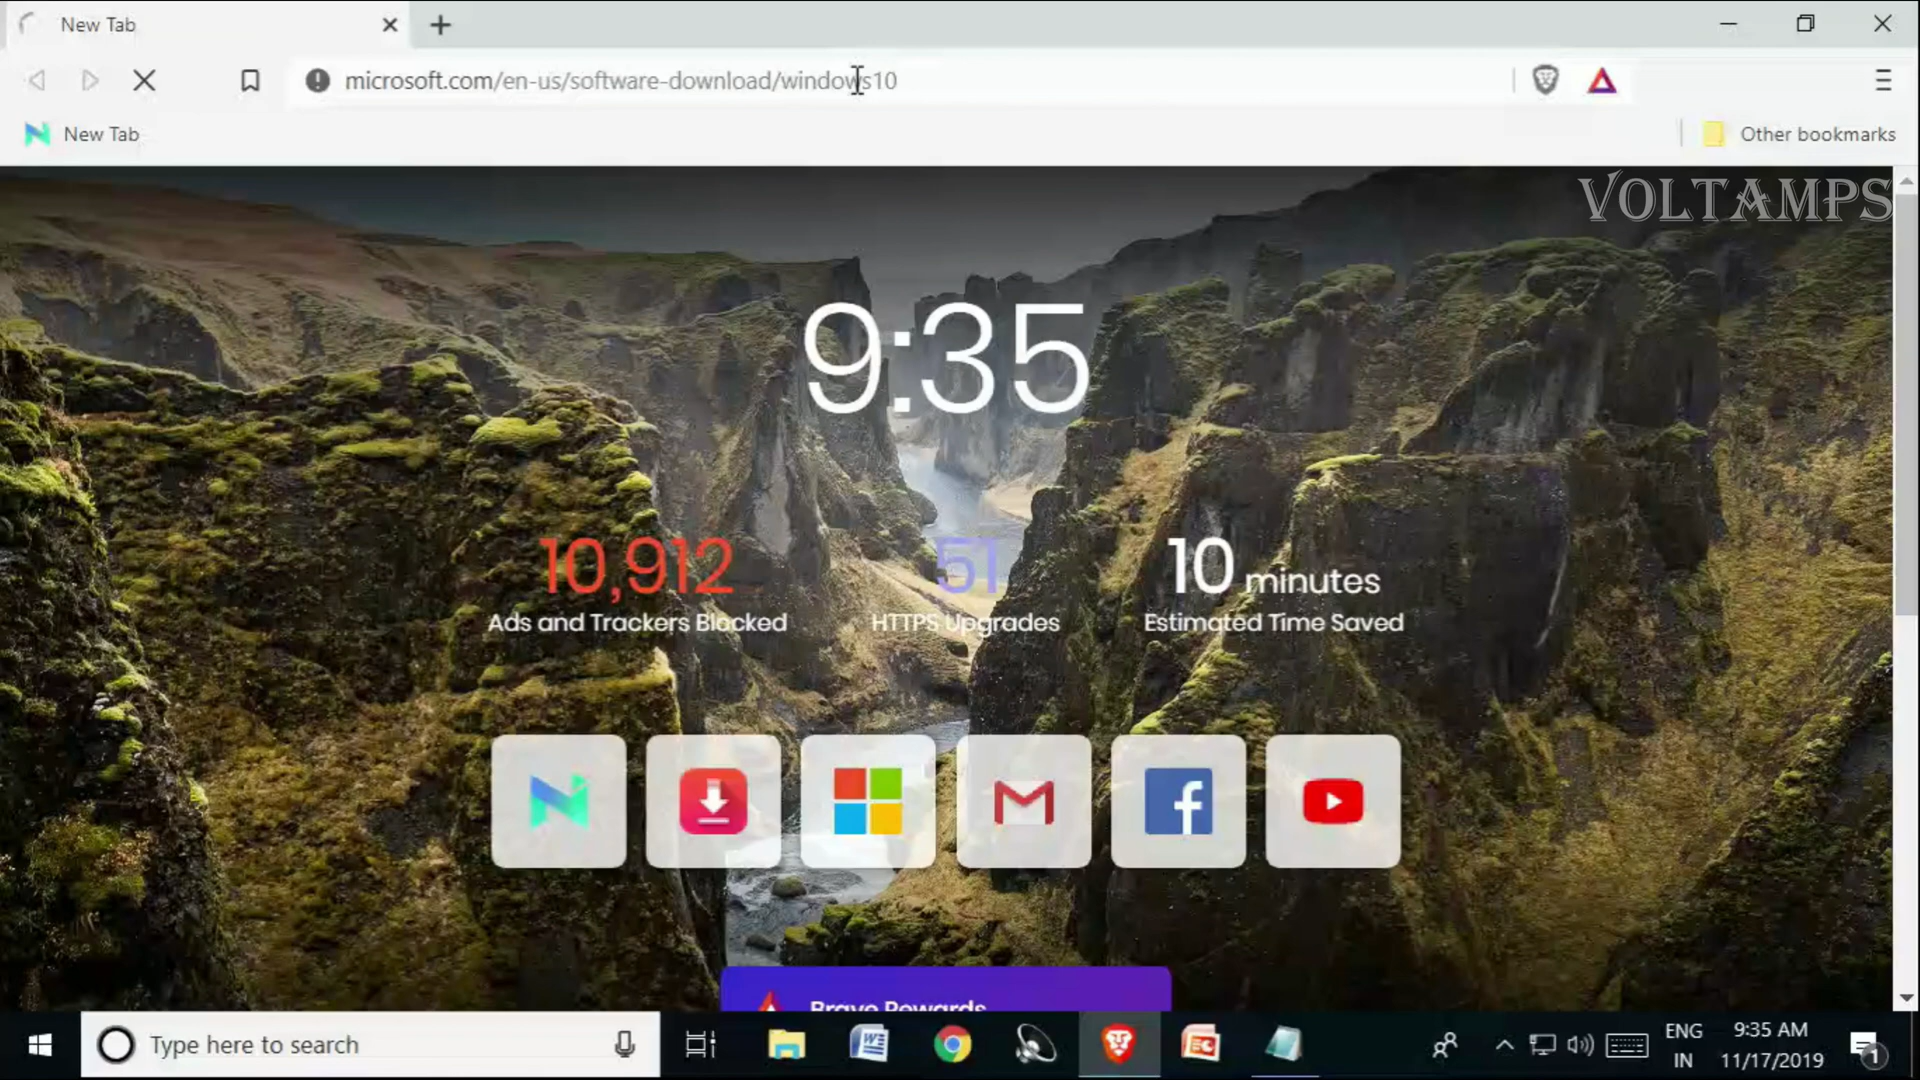 New Tab
microsoft.com/en-us/software-download/windows10
New Tab
Other bookmarks
VOLTAMPS
9:35
10,912
Ads and Trackers Blocked
51
HTTPS Upgrades
10 minutes
Estimated Time Saved
Brave Rewards
Type here to search
ENG
IN
9:35 AM
11/17/2019
1